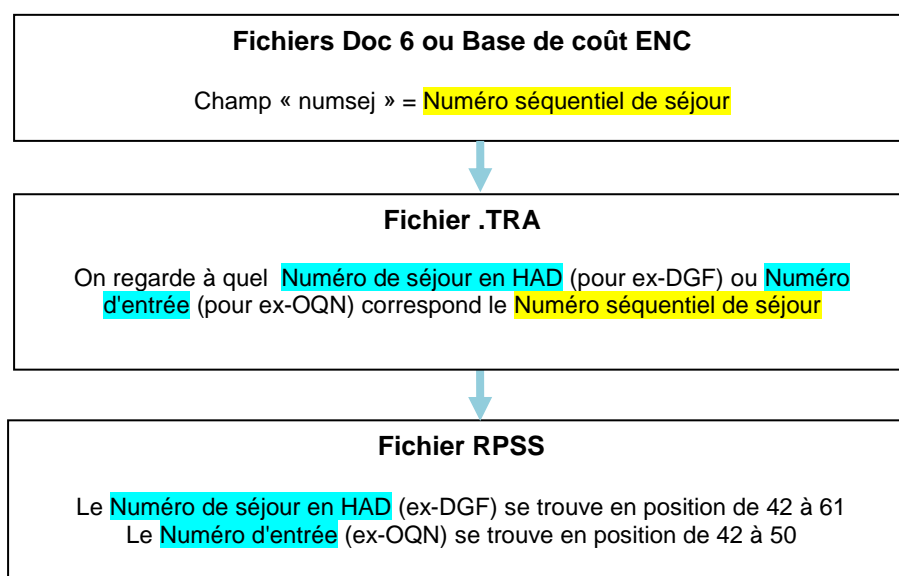 Fichiers Doc 6 ou Base de coût ENC
Champ « numsej » = Numéro séquentiel de séjour
Fichier .TRA
On regarde à quel Numéro de séjour en HAD (pour ex-DGF) ou Numéro
d'entrée (pour ex-OQN) correspond le Numéro séquentiel de séjour
Fichier RPSS
Le Numéro de séjour en HAD (ex-DGF) se trouve en position de 42 à 61
Le Numéro d'entrée (ex-OQN) se trouve en position de 42 à 50